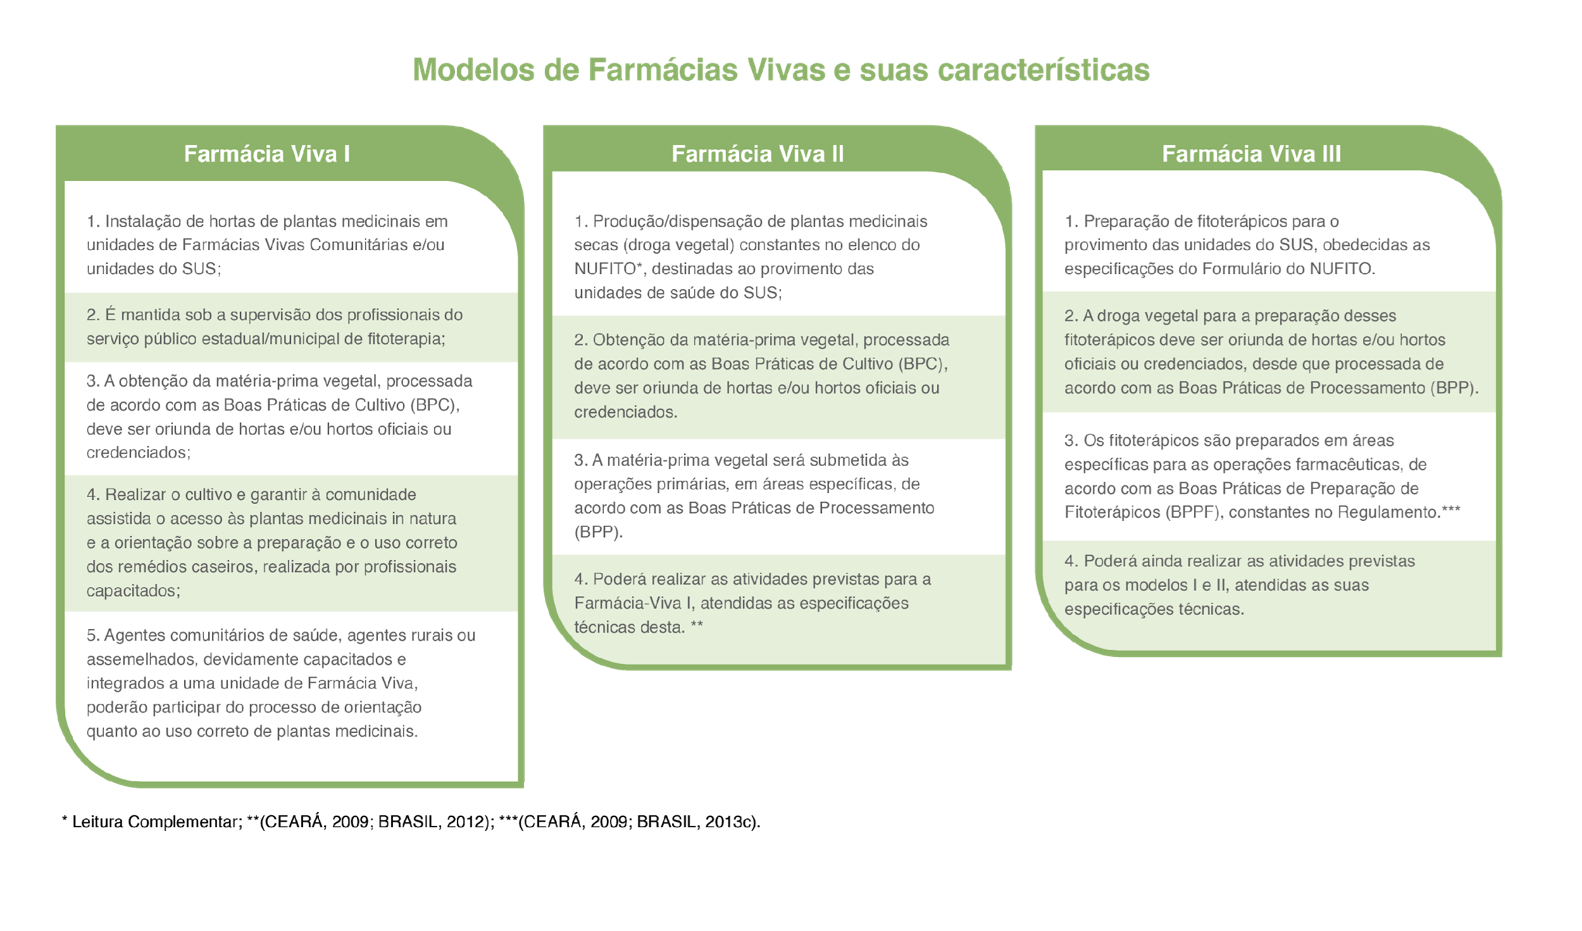 Modelos de Farmácias Vivas e suas características
Farmácia Viva I
1. Instalação de hortas de plantas medicinais em
unidades de Farmácias Vivas Comunitárias e/ou
unidades do SUS;
2. É mantida sob a supervisão dos profissionais do
serviço público estadual/municipal de fitoterapia;
3. A obtenção da matéria-prima vegetal, processada
de acordo com as Boas Práticas de Cultivo (BPC),
deve ser oriunda de hortas e/ou hortos oficiais ou
credenciados;
4. Realizar o cultivo e garantir à comunidade
assistida o acesso às plantas medicinais in natura
e a orientação sobre a preparação e o uso correto
dos remédios caseiros, realizada por profissionais
capacitados;
5. Agentes comunitários de saúde, agentes rurais ou
assemelhados, devidamente capacitados e
integrados a uma unidade de Farmácia Viva,
poderão participar do processo de orientação
quanto ao uso correto de plantas medicinais.
Farmácia Viva II
1. Produção/dispensação de plantas medicinais
secas (droga vegetal) constantes no elenco do
NUFITO*, destinadas ao provimento das
unidades de saúde do SUS;
2. Obtenção da matéria-prima vegetal, processada
de acordo com as Boas Práticas de Cultivo (BPC),
deve ser oriunda de hortas e/ou hortos oficiais ou
credenciados.
3. A matéria-prima vegetal será submetida às
operações primárias, em áreas específicas, de
acordo com as Boas Práticas de Processamento
(BPP).
4. Poderá realizar as atividades previstas para a
Farmácia-Viva I, atendidas as especificações
técnicas desta. **
Farmácia Viva III
1. Preparação de fitoterápicos para o
provimento das unidades do SUS, obedecidas as
especificações do Formulário do NUFITO.
2. A droga vegetal para a preparação desses
fitoterápicos deve ser oriunda de hortas e/ou hortos
oficiais ou credenciados, desde que processada de
acordo com as Boas Práticas de Processamento (BPP).
3. Os fitoterápicos são preparados em áreas
específicas para as operações farmacêuticas, de
acordo com as Boas Práticas de Preparação de
Fitoterápicos (BPPF), constantes no Regulamento.***
4. Poderá ainda realizar as atividades previstas
para os modelos I e II, atendidas as suas
especificações técnicas.
* Leitura Complementar; **(CEARÁ, 2009; BRASIL, 2012); ***(CEARÁ, 2009; BRASIL, 2013c).